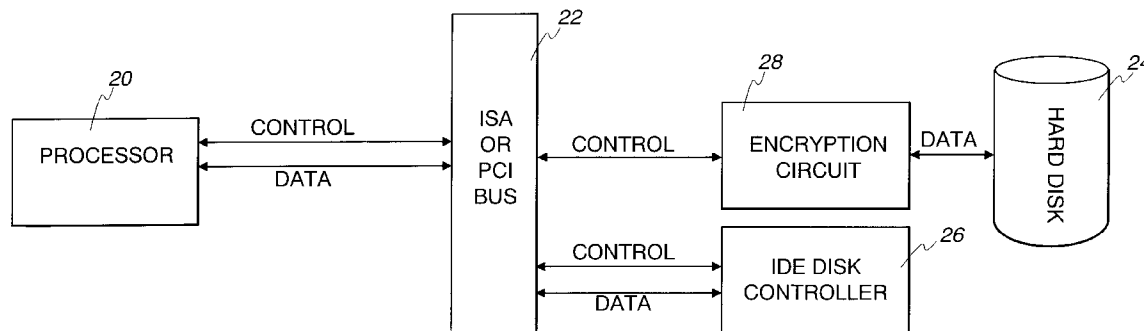 20
PROCESSOR
CONTROL
DATA
22
ISA
OR
PCI
BUS
CONTROL
28
ENCRYPTION
CIRCUIT
DATA
24
HARD DISK
CONTROL
DATA
26
IDE DISK
CONTROLLER